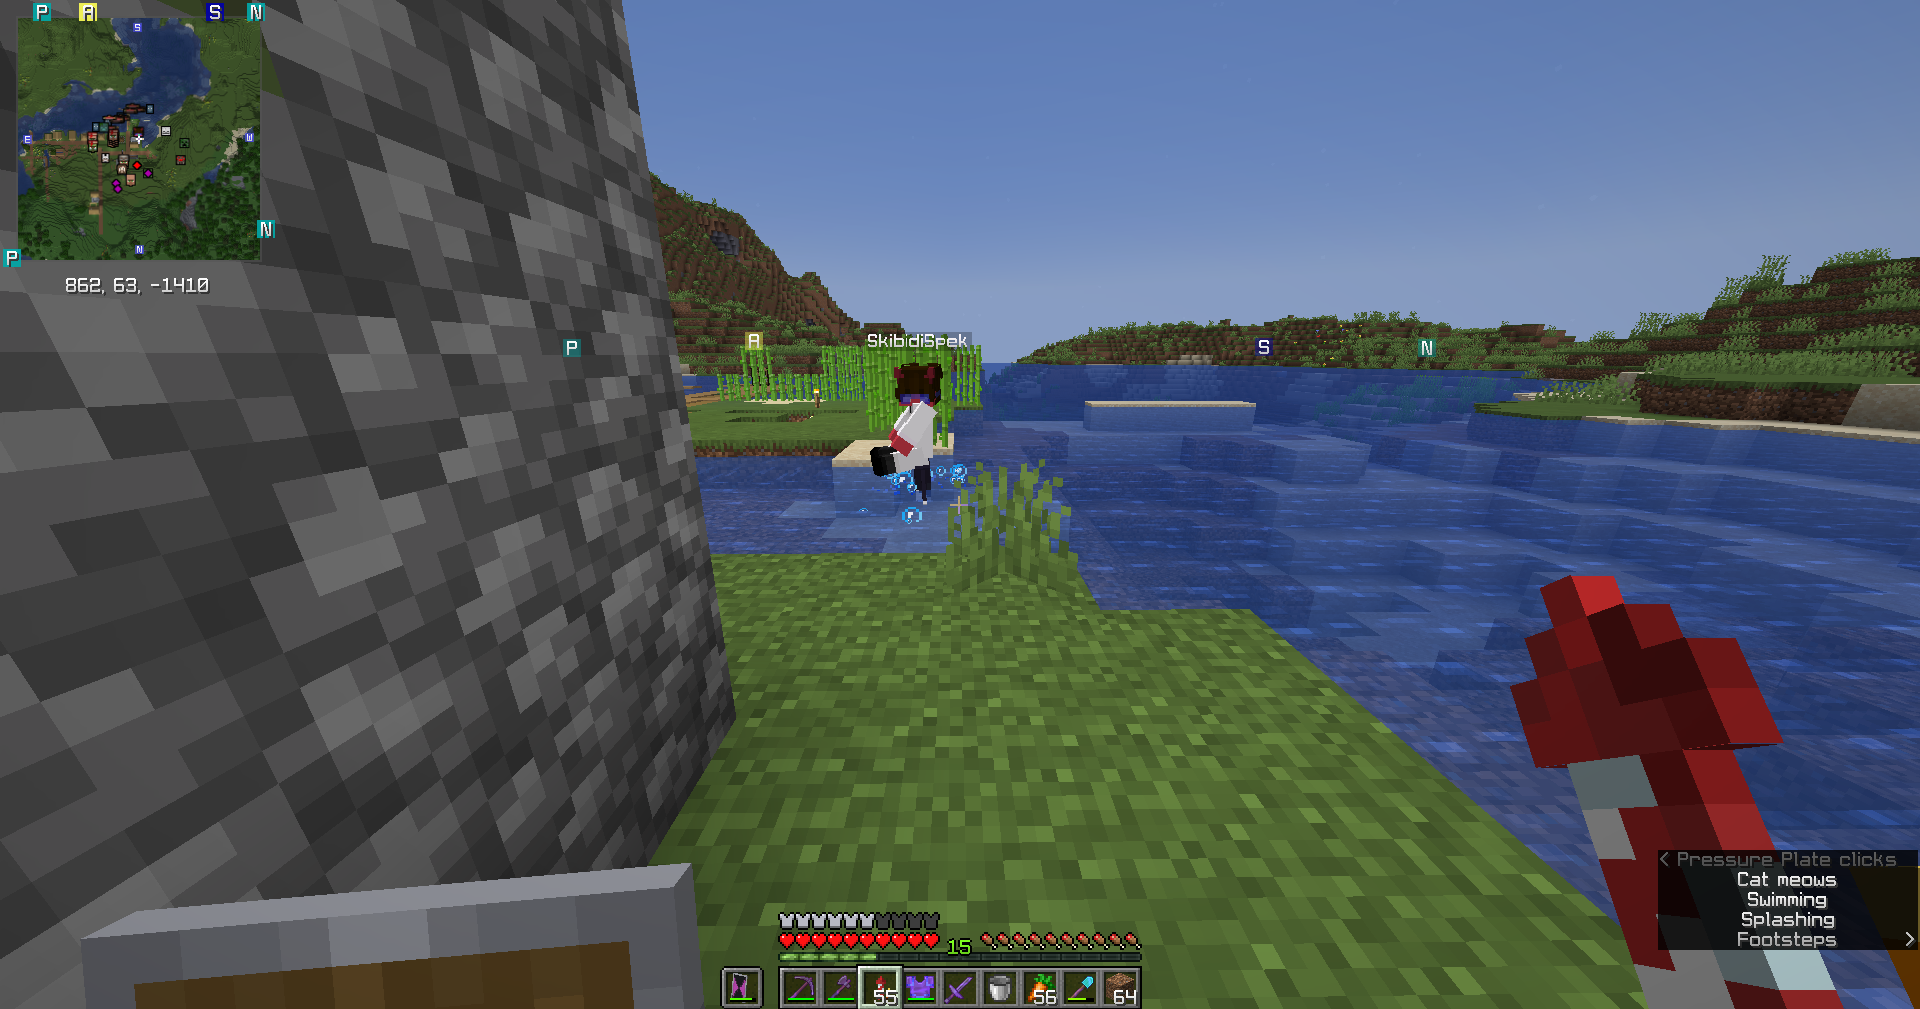 P A S N
S
E
W
N
N
P
862, 63, -1410
SkibidiSpek
A
P
S
N
< Pressure Plate clicks
Cat meows
Swimming
Splashing
Footsteps >
15
55
56
64